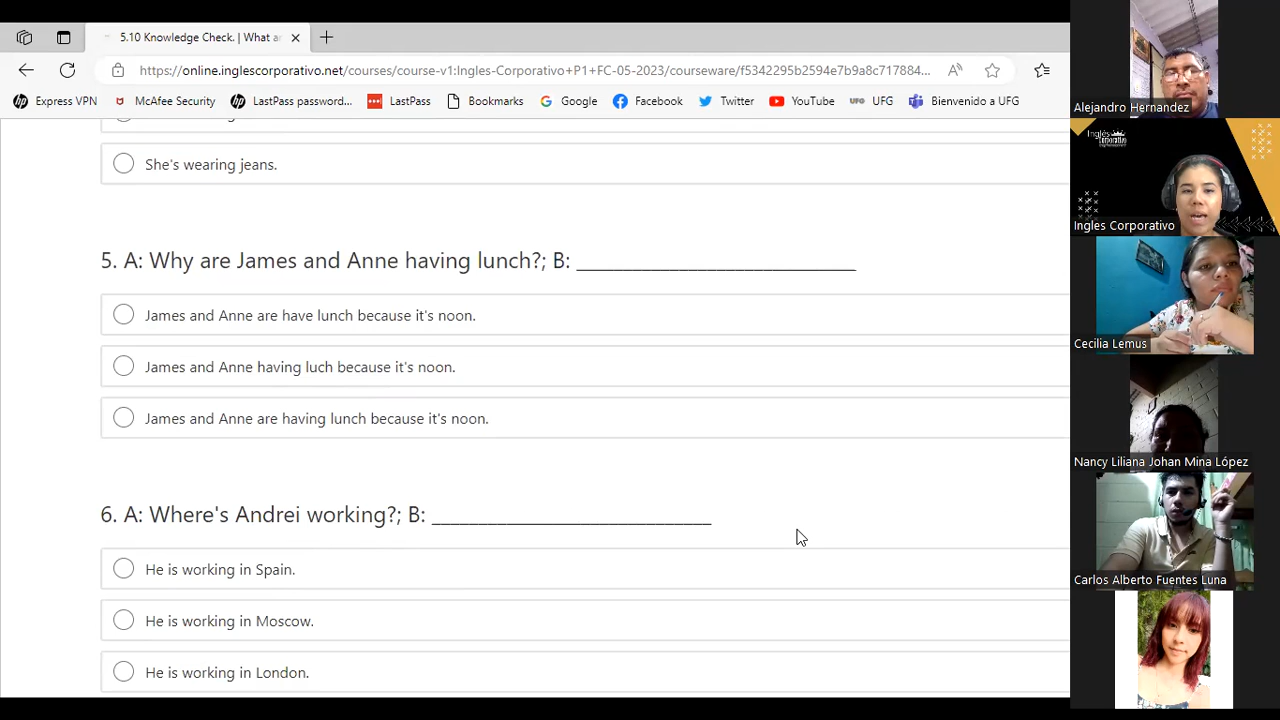 5.10 Knowledge Check. | What ar
https://online.inglescorporativo.net/courses/course-v1:Ingles-Corporativo+P1+FC-05-2023/courseware/f5342295b2594e7b9a8c717884...
Express VPN McAfee Security LastPass password... LastPass Bookmarks Google Facebook Twitter YouTube UFG Bienvenido a UFG
She's wearing jeans.
5. A: Why are James and Anne having lunch?; B: ______________________________
James and Anne are have lunch because it's noon.
James and Anne having luch because it's noon.
James and Anne are having lunch because it's noon.
6. A: Where's Andrei working?; B: ______________________________
He is working in Spain.
He is working in Moscow.
He is working in London.
Alejandro Hernandez
Inglés
Corporativo
Ingles Corporativo
Cecilia Lemus
Nancy Liliana Johan Mina López
Carlos Alberto Fuentes Luna